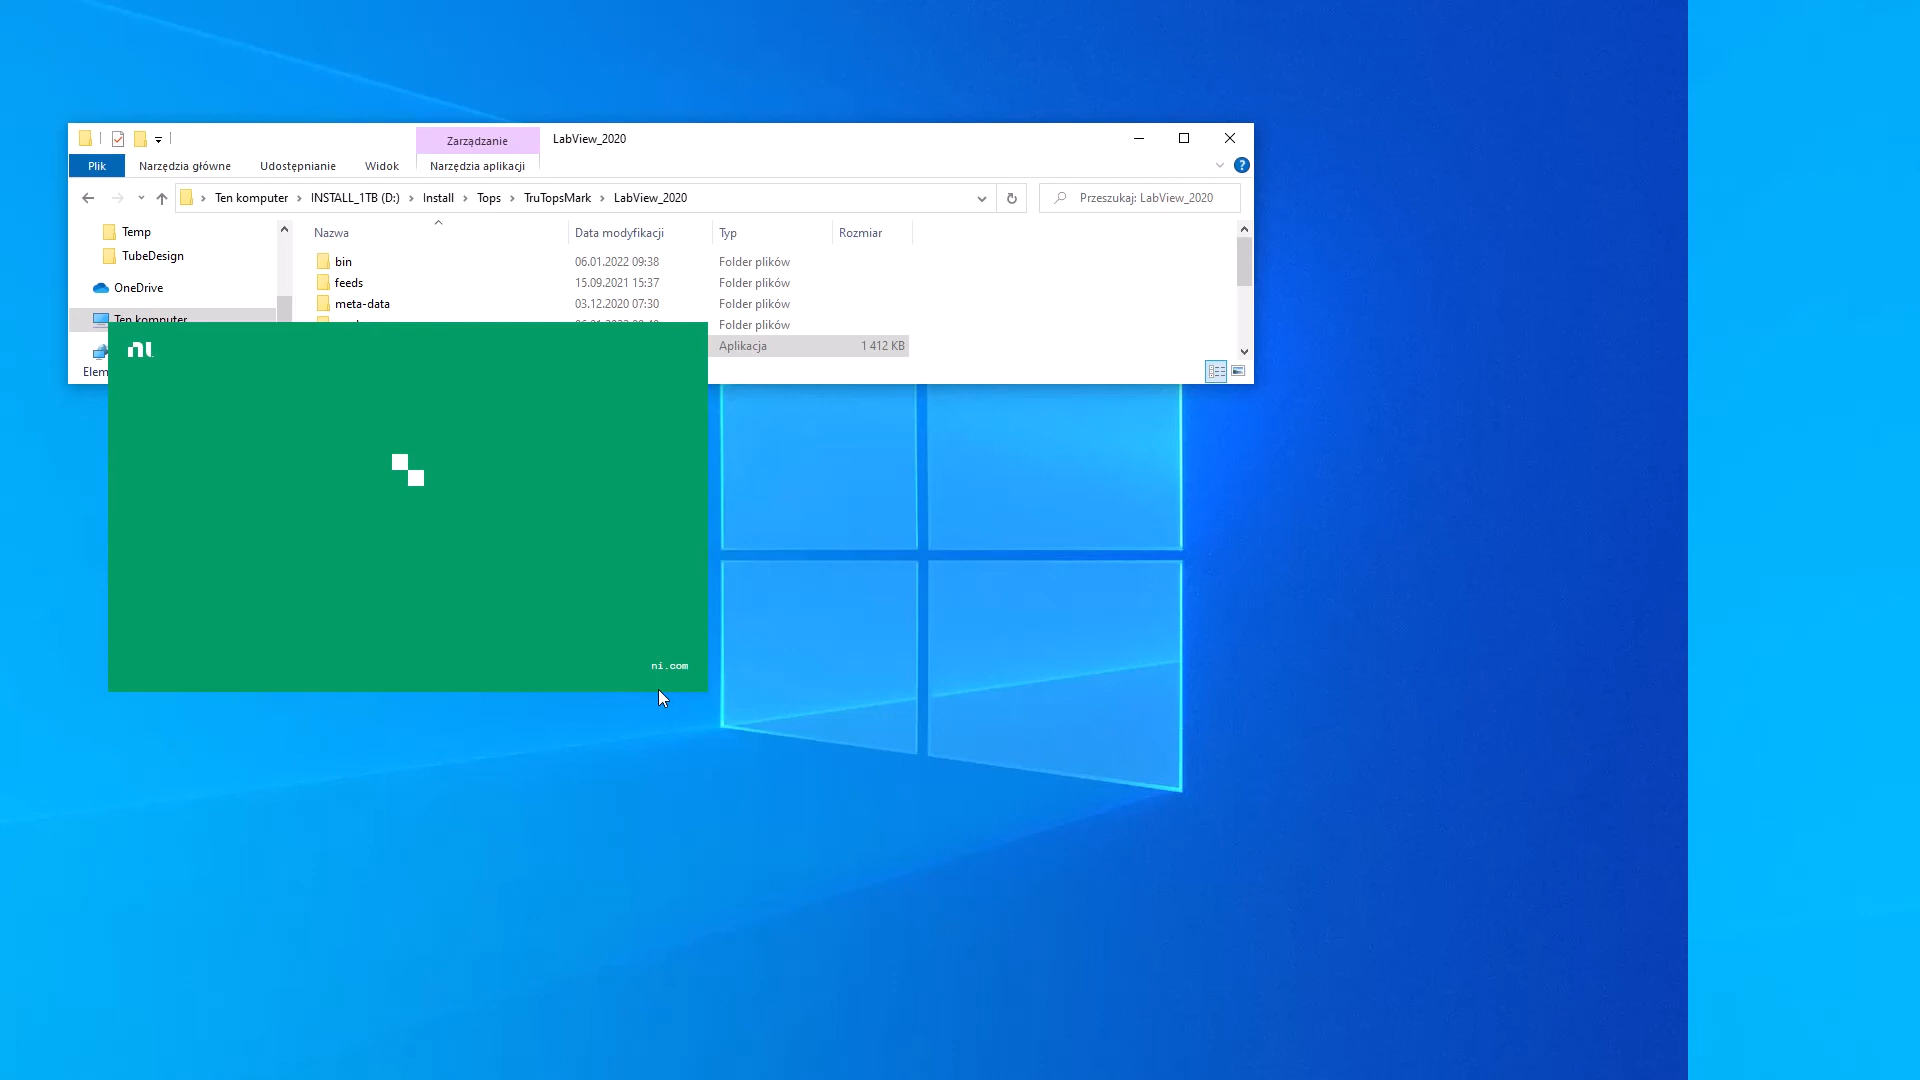 Zarządzanie LabView_2020
Plik Narzędzia główne Udostępnianie Widok Narzędzia aplikacji
Ten komputer INSTALL_1TB (D:) Install Tops TruTopsMark LabView_2020 Przeszukaj: LabView_2020
Temp
TubeDesign
OneDrive
Ten komputer
Elem
Nazwa Data modyfikacji Typ Rozmiar
bin 06.01.2022 09:38 Folder plików
feeds 15.09.2021 15:37 Folder plików
meta-data 03.12.2020 07:30 Folder plików
Folder plików
Aplikacja 1 412 KB
ni
ni.com